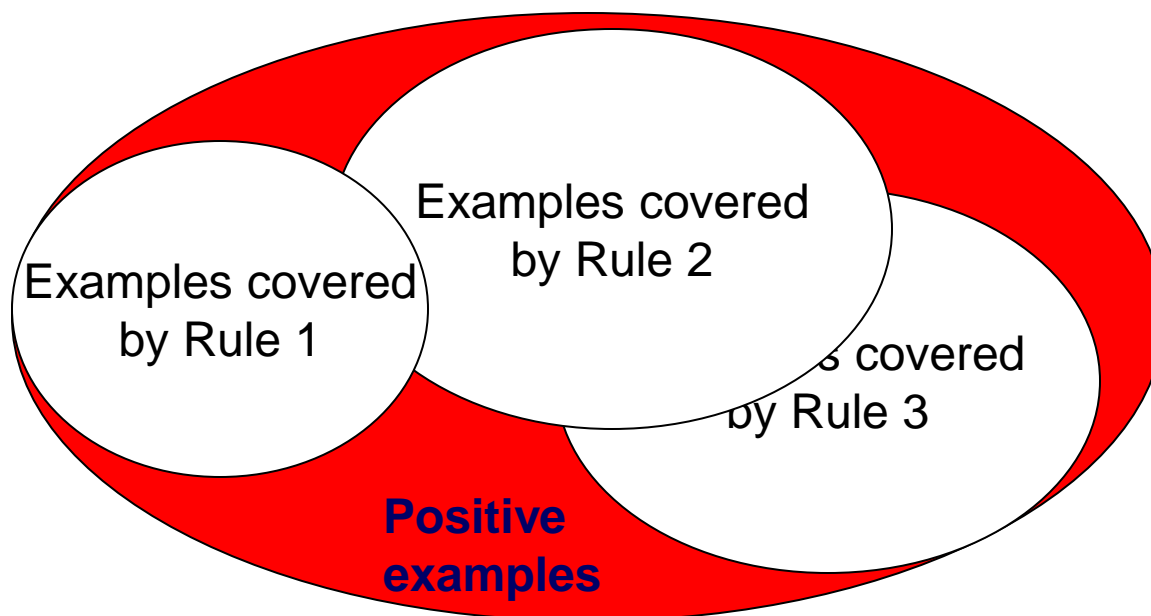 Examples covered
by Rule 2
Examples covered
by Rule 1
covered
by Rule 3
Positive
examples